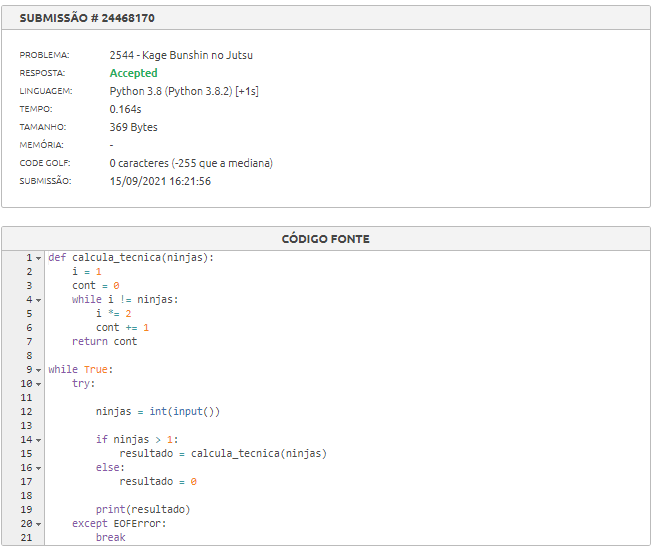 SUBMISSÃO # 24468170
PROBLEMA: 2544 - Kage Bunshin no Jutsu
RESPOSTA: Accepted
LINGUAGEM: Python 3.8 (Python 3.8.2) [+1s]
TEMPO: 0.164s
TAMANHO: 369 Bytes
MEMÓRIA: -
CODE GOLF: 0 caracteres (-255 que a mediana)
SUBMISSÃO: 15/09/2021 16:21:56
CÓDIGO FONTE
1 def calcula_tecnica(ninjas):
2     i = 1
3     cont = 0
4     while i != ninjas:
5         i *= 2
6         cont += 1
7     return cont
8
9 while True:
10     try:
11
12         ninjas = int(input())
13
14         if ninjas > 1:
15             resultado = calcula_tecnica(ninjas)
16         else:
17             resultado = 0
18
19         print(resultado)
20     except EOFError:
21         break